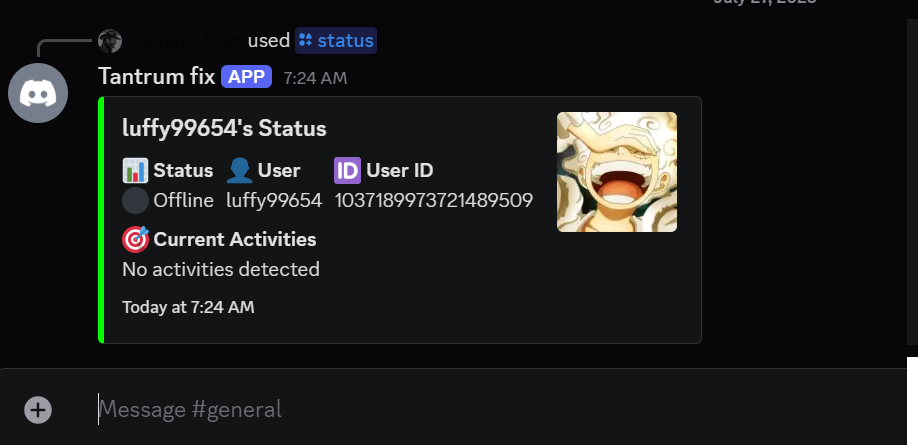 used status
Tantrum fix APP 7:24 AM
luffy99654's Status
Status User ID User ID
Offline luffy99654 1037189973721489509
Current Activities
No activities detected
Today at 7:24 AM
Message #general